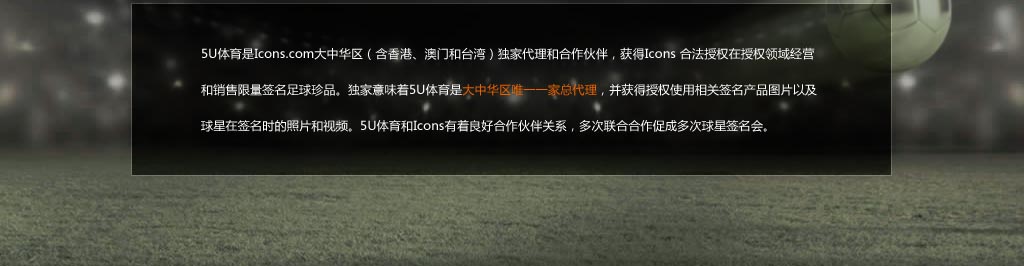 5U体育是Icons.com大中华区（含香港、澳门和台湾）独家代理和合作伙伴，获得Icons 合法授权在授权领域经营
和销售限量签名足球珍品。独家意味着5U体育是大中华区唯一一家总代理，并获得授权使用相关签名产品图片以及
球星在签名时的照片和视频。5U体育和Icons有着良好合作伙伴关系，多次联合合作促成多次球星签名会。